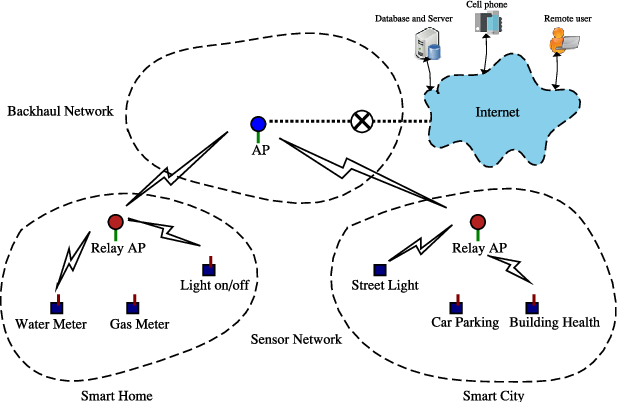 Cell phone
Database and Server
Remote user
Backhaul Network
Internet
AP
Relay AP
Relay AP
Light on/off
Street Light
Water Meter
Gas Meter
Car Parking
Building Health
Sensor Network
Smart Home
Smart City